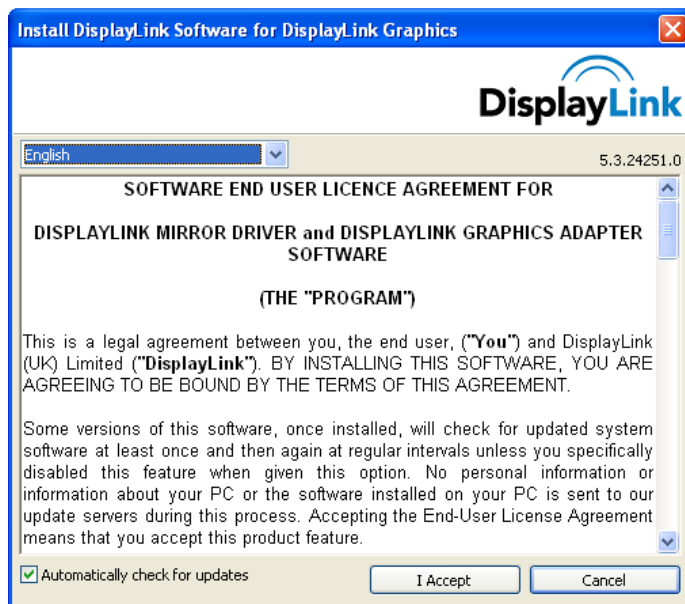 Install DisplayLink Software for DisplayLink Graphics
DisplayLink
English
5.3.24251.0
SOFTWARE END USER LICENCE AGREEMENT FOR
DISPLAYLINK MIRROR DRIVER and DISPLAYLINK GRAPHICS ADAPTER
SOFTWARE
(THE "PROGRAM")
This is a legal agreement between you, the end user, ("You") and DisplayLink
(UK) Limited ("DisplayLink"). BY INSTALLING THIS SOFTWARE, YOU ARE
AGREEING TO BE BOUND BY THE TERMS OF THIS AGREEMENT.
Some versions of this software, once installed, will check for updated system
software at least once and then again at regular intervals unless you specifically
disabled this feature when given this option. No personal information or
information about your PC or the software installed on your PC is sent to our
update servers during this process. Accepting the End-User License Agreement
means that you accept this product feature.
Automatically check for updates
I Accept
Cancel